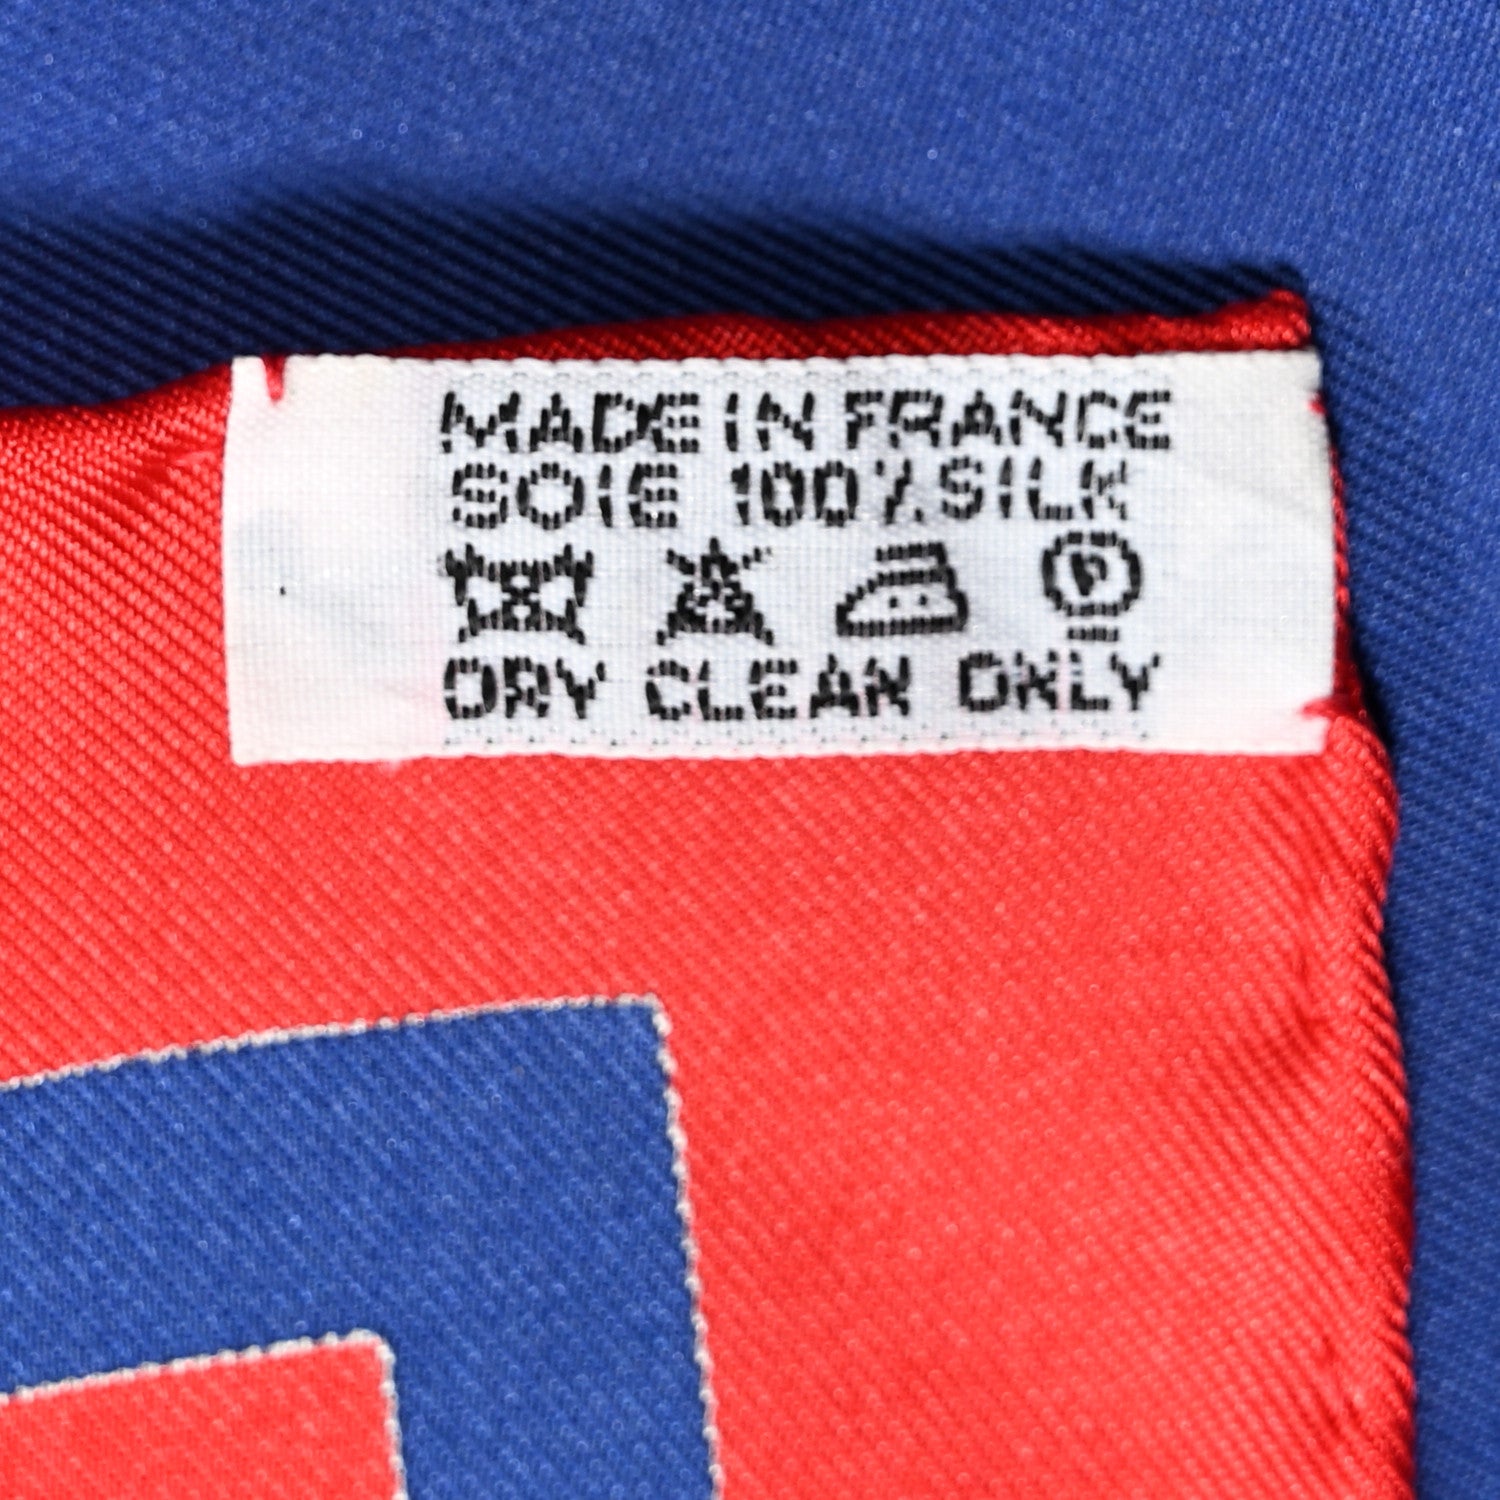 MADE IN FRANCE
SOIE 100% SILK
P
DRY CLEAN ONLY